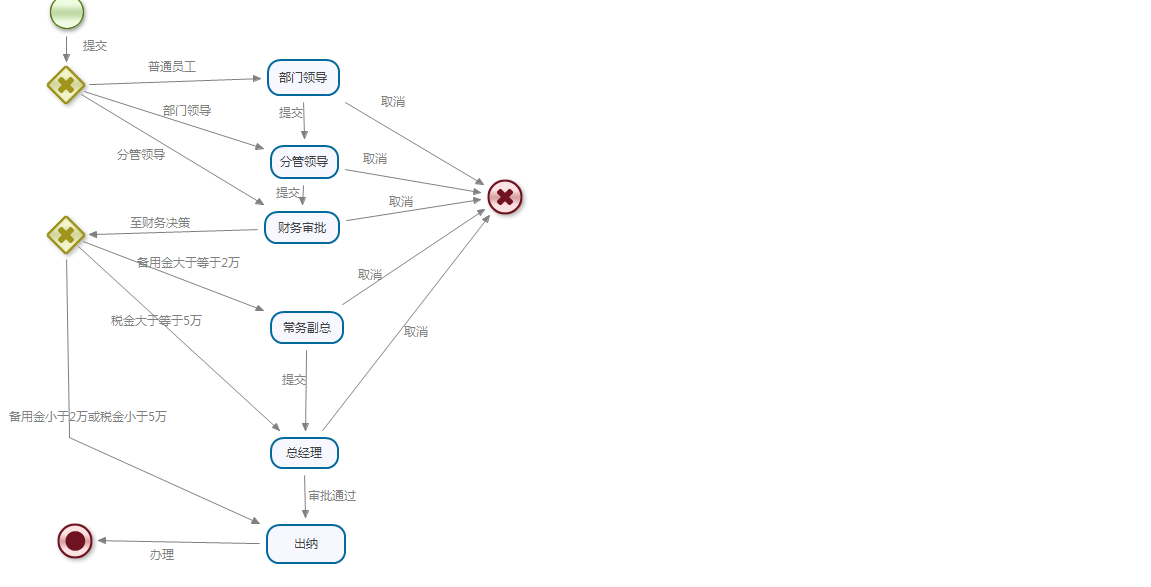 提交
普通员工
部门领导
取消
部门领导
提交
分管领导
取消
分管领导
提交
取消
至财务决策
财务审批
备用金大于等于2万
取消
税金大于等于5万
常务副总
取消
提交
备用金小于2万或税金小于5万
总经理
审批通过
出纳
办理